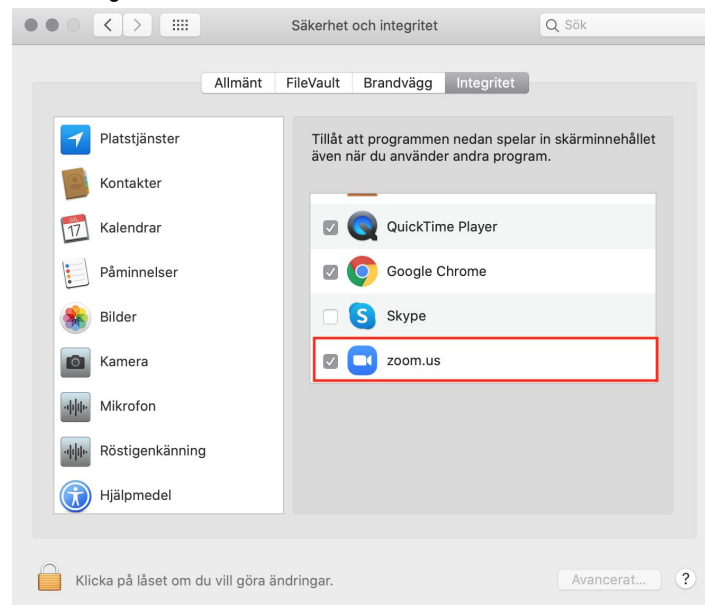 Säkerhet och integritet
Sök
Allmänt FileVault Brandvägg Integritet
Platstjänster
Kontakter
JUL
17
Kalendrar
Påminnelser
Bilder
Kamera
Mikrofon
Röstigenkänning
Hjälpmedel
Tillåt att programmen nedan spelar in skärminnehållet
även när du använder andra program.
QuickTime Player
Google Chrome
S
Skype
zoom.us
Klicka på låset om du vill göra ändringar.
Avancerat...
?